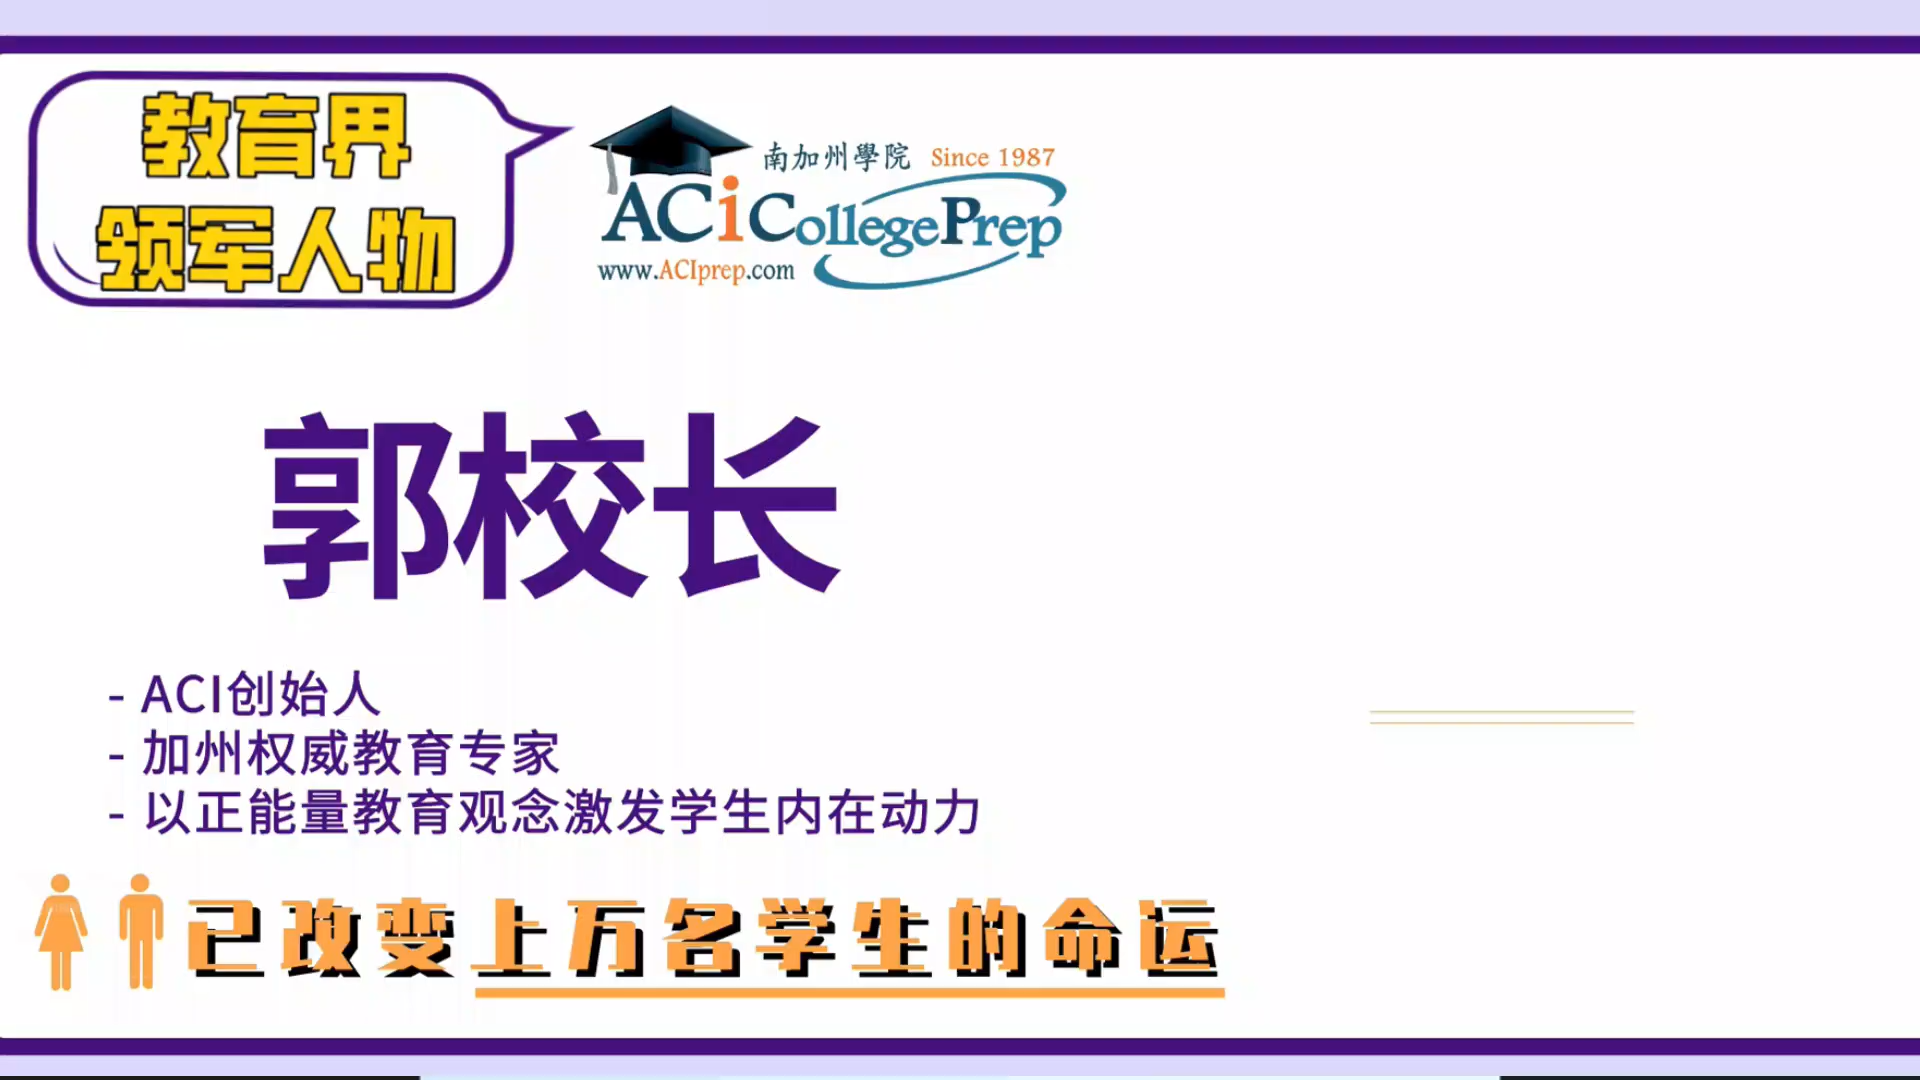 教育界
领军人物
南加州學院 Since 1987
ACiCollegePrep
www.ACIprep.com
郭校长
- ACI创始人
- 加州权威教育专家
- 以正能量教育观念激发学生内在动力
已改变上万名学生的命运